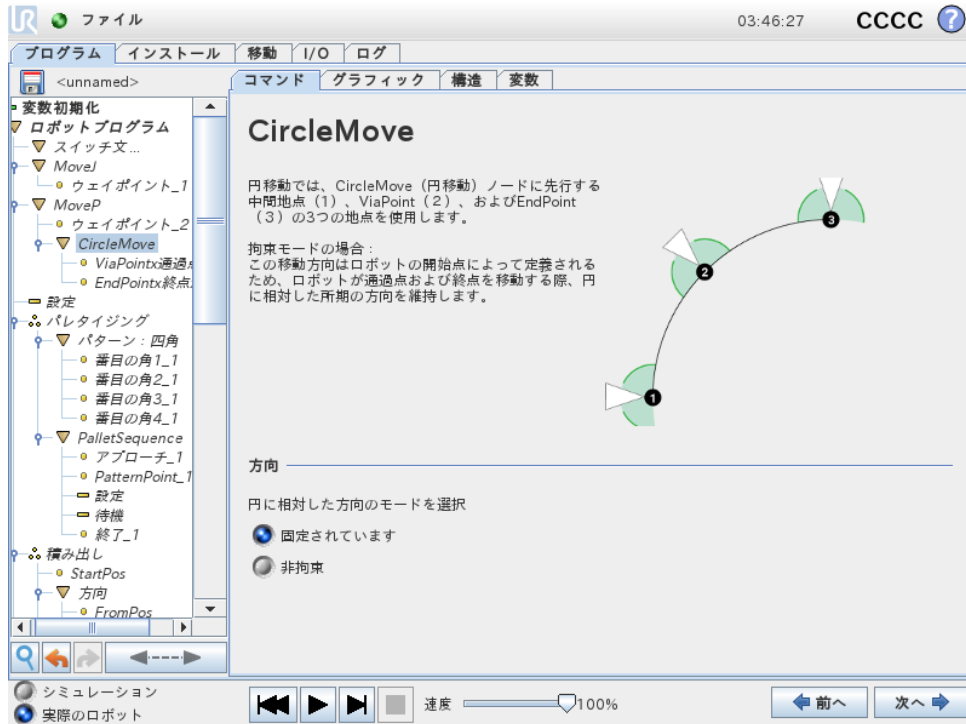 UR ファイル 03:46:27 CCCC ?
プログラム インストール 移動 I/O ログ
<unnamed>
コマンド グラフィック 構造 変数
変数初期化
ロボットプログラム
スイッチ文...
MoveJ
ウェイポイント_1
MoveP
ウェイポイント_2
CircleMove
ViaPointx通過
EndPointx終点
設定
パレタイジング
パターン：四角
番目の角1_1
番目の角2_1
番目の角3_1
番目の角4_1
PalletSequence
アプローチ_1
PatternPoint_1
設定
待機
終了_1
積み出し
StartPos
方向
FromPos
CircleMove
円移動では、CircleMove（円移動）ノードに先行する
中間地点（1）、ViaPoint（2）、およびEndPoint
（3）の3つの地点を使用します。
拘束モードの場合：
この移動方向はロボットの開始点によって定義される
ため、ロボットが通過点および終点を移動する際、円
に相対した所期の方向を維持します。
3
2
1
方向
円に相対した方向のモードを選択
固定されています
非拘束
シミュレーション
実際のロボット
速度 100%
前へ 次へ